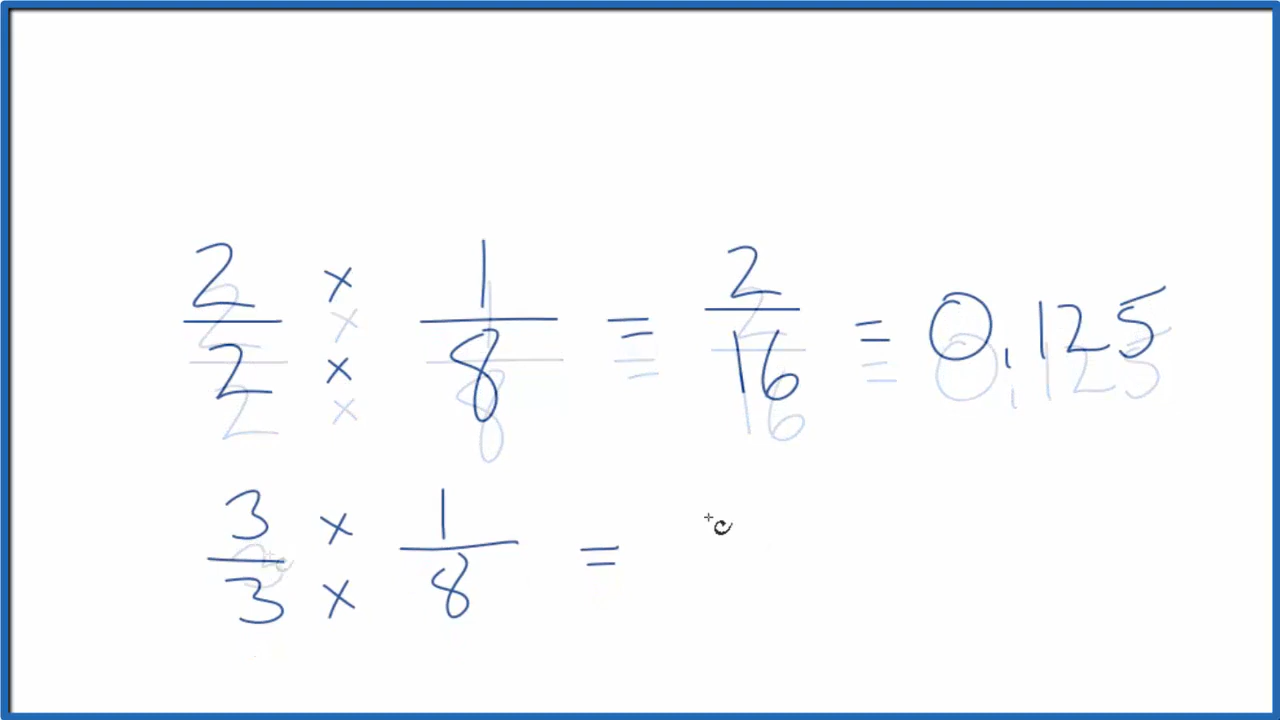 2/2 × 1/8 = 2/16 = 0.125
3/3 × 1/8 =